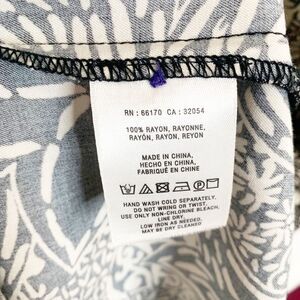 RN : 66170 CA : 32054
100% RAYON, RAYONNE,
RAYÓN, RAYON, REYON
MADE IN CHINA,
HECHO EN CHINA,
FABRIQUÉ EN CHINE
HAND WASH COLD SEPARATELY,
DO NOT WRING OR TWIST,
USE ONLY NON-CHLORINE BLEACH,
LINE DRY,
LOW IRON AS NEEDED,
MAY BE DRY CLEANED